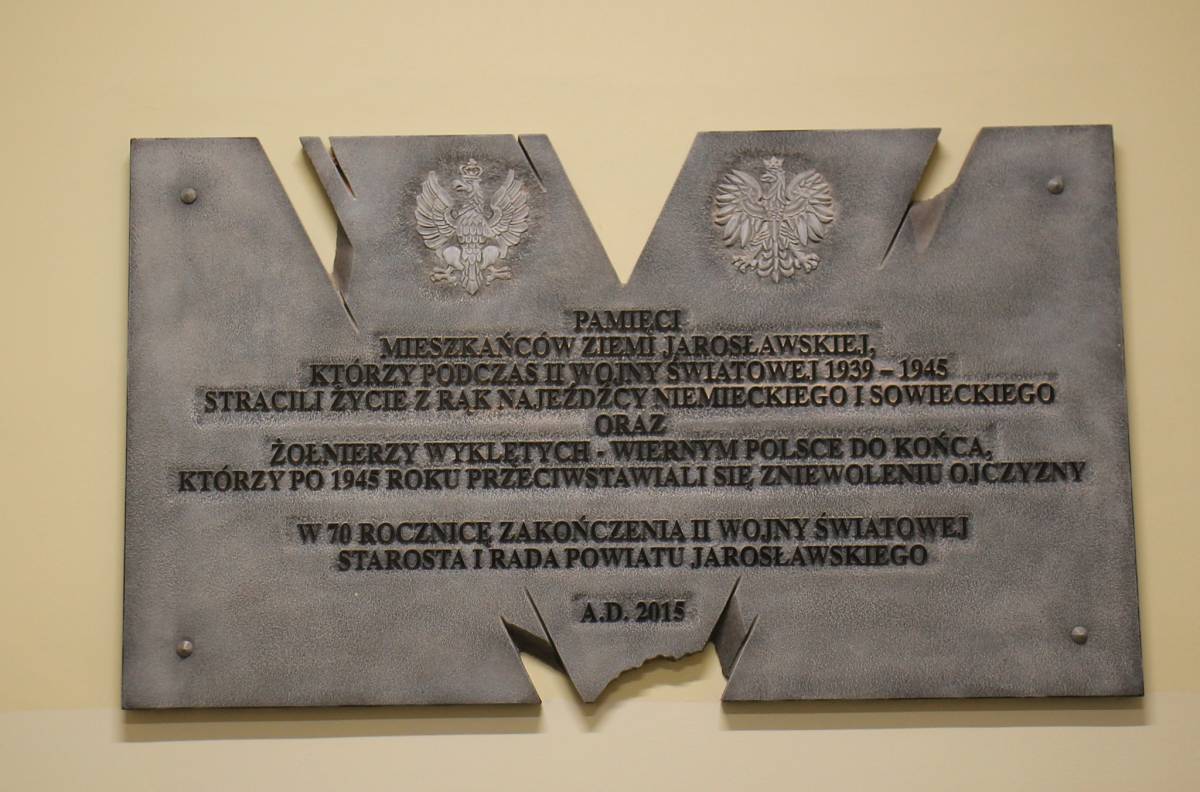 PAMIĘCI
MIESZKAŃCÓW ZIEMI JAROSŁAWSKIEJ,
KTÓRZY PODCZAS II WOJNY ŚWIATOWEJ 1939 – 1945
STRACILI ŻYCIE Z RĄK NAJEŹDŹCY NIEMIECKIEGO I SOWIECKIEGO
ORAZ
ŻOŁNIERZY WYKLĘTYCH - WIERNYM POLSCE DO KOŃCA,
KTÓRZY PO 1945 ROKU PRZECIWSTAWIALI SIĘ ZNIEWOLENIU OJCZYZNY
W 70 ROCZNICĘ ZAKOŃCZENIA II WOJNY ŚWIATOWEJ
STAROSTA I RADA POWIATU JAROSŁAWSKIEGO
A.D. 2015